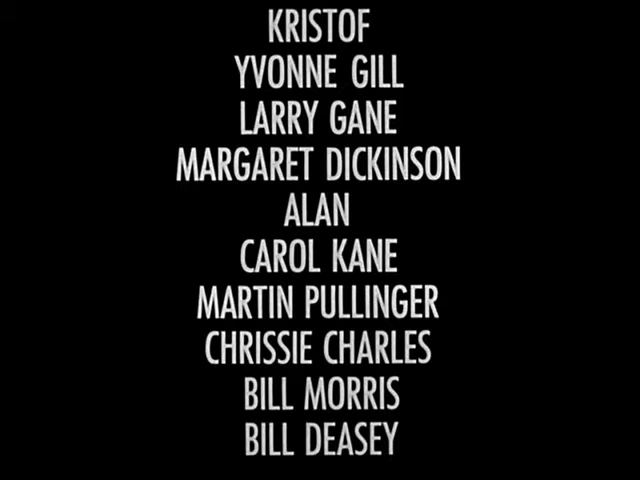 KRISTOF
YVONNE GILL
LARRY GANE
MARGARET DICKINSON
ALAN
CAROL KANE
MARTIN PULLINGER
CHRISSIE CHARLES
BILL MORRIS
BILL DEASEY